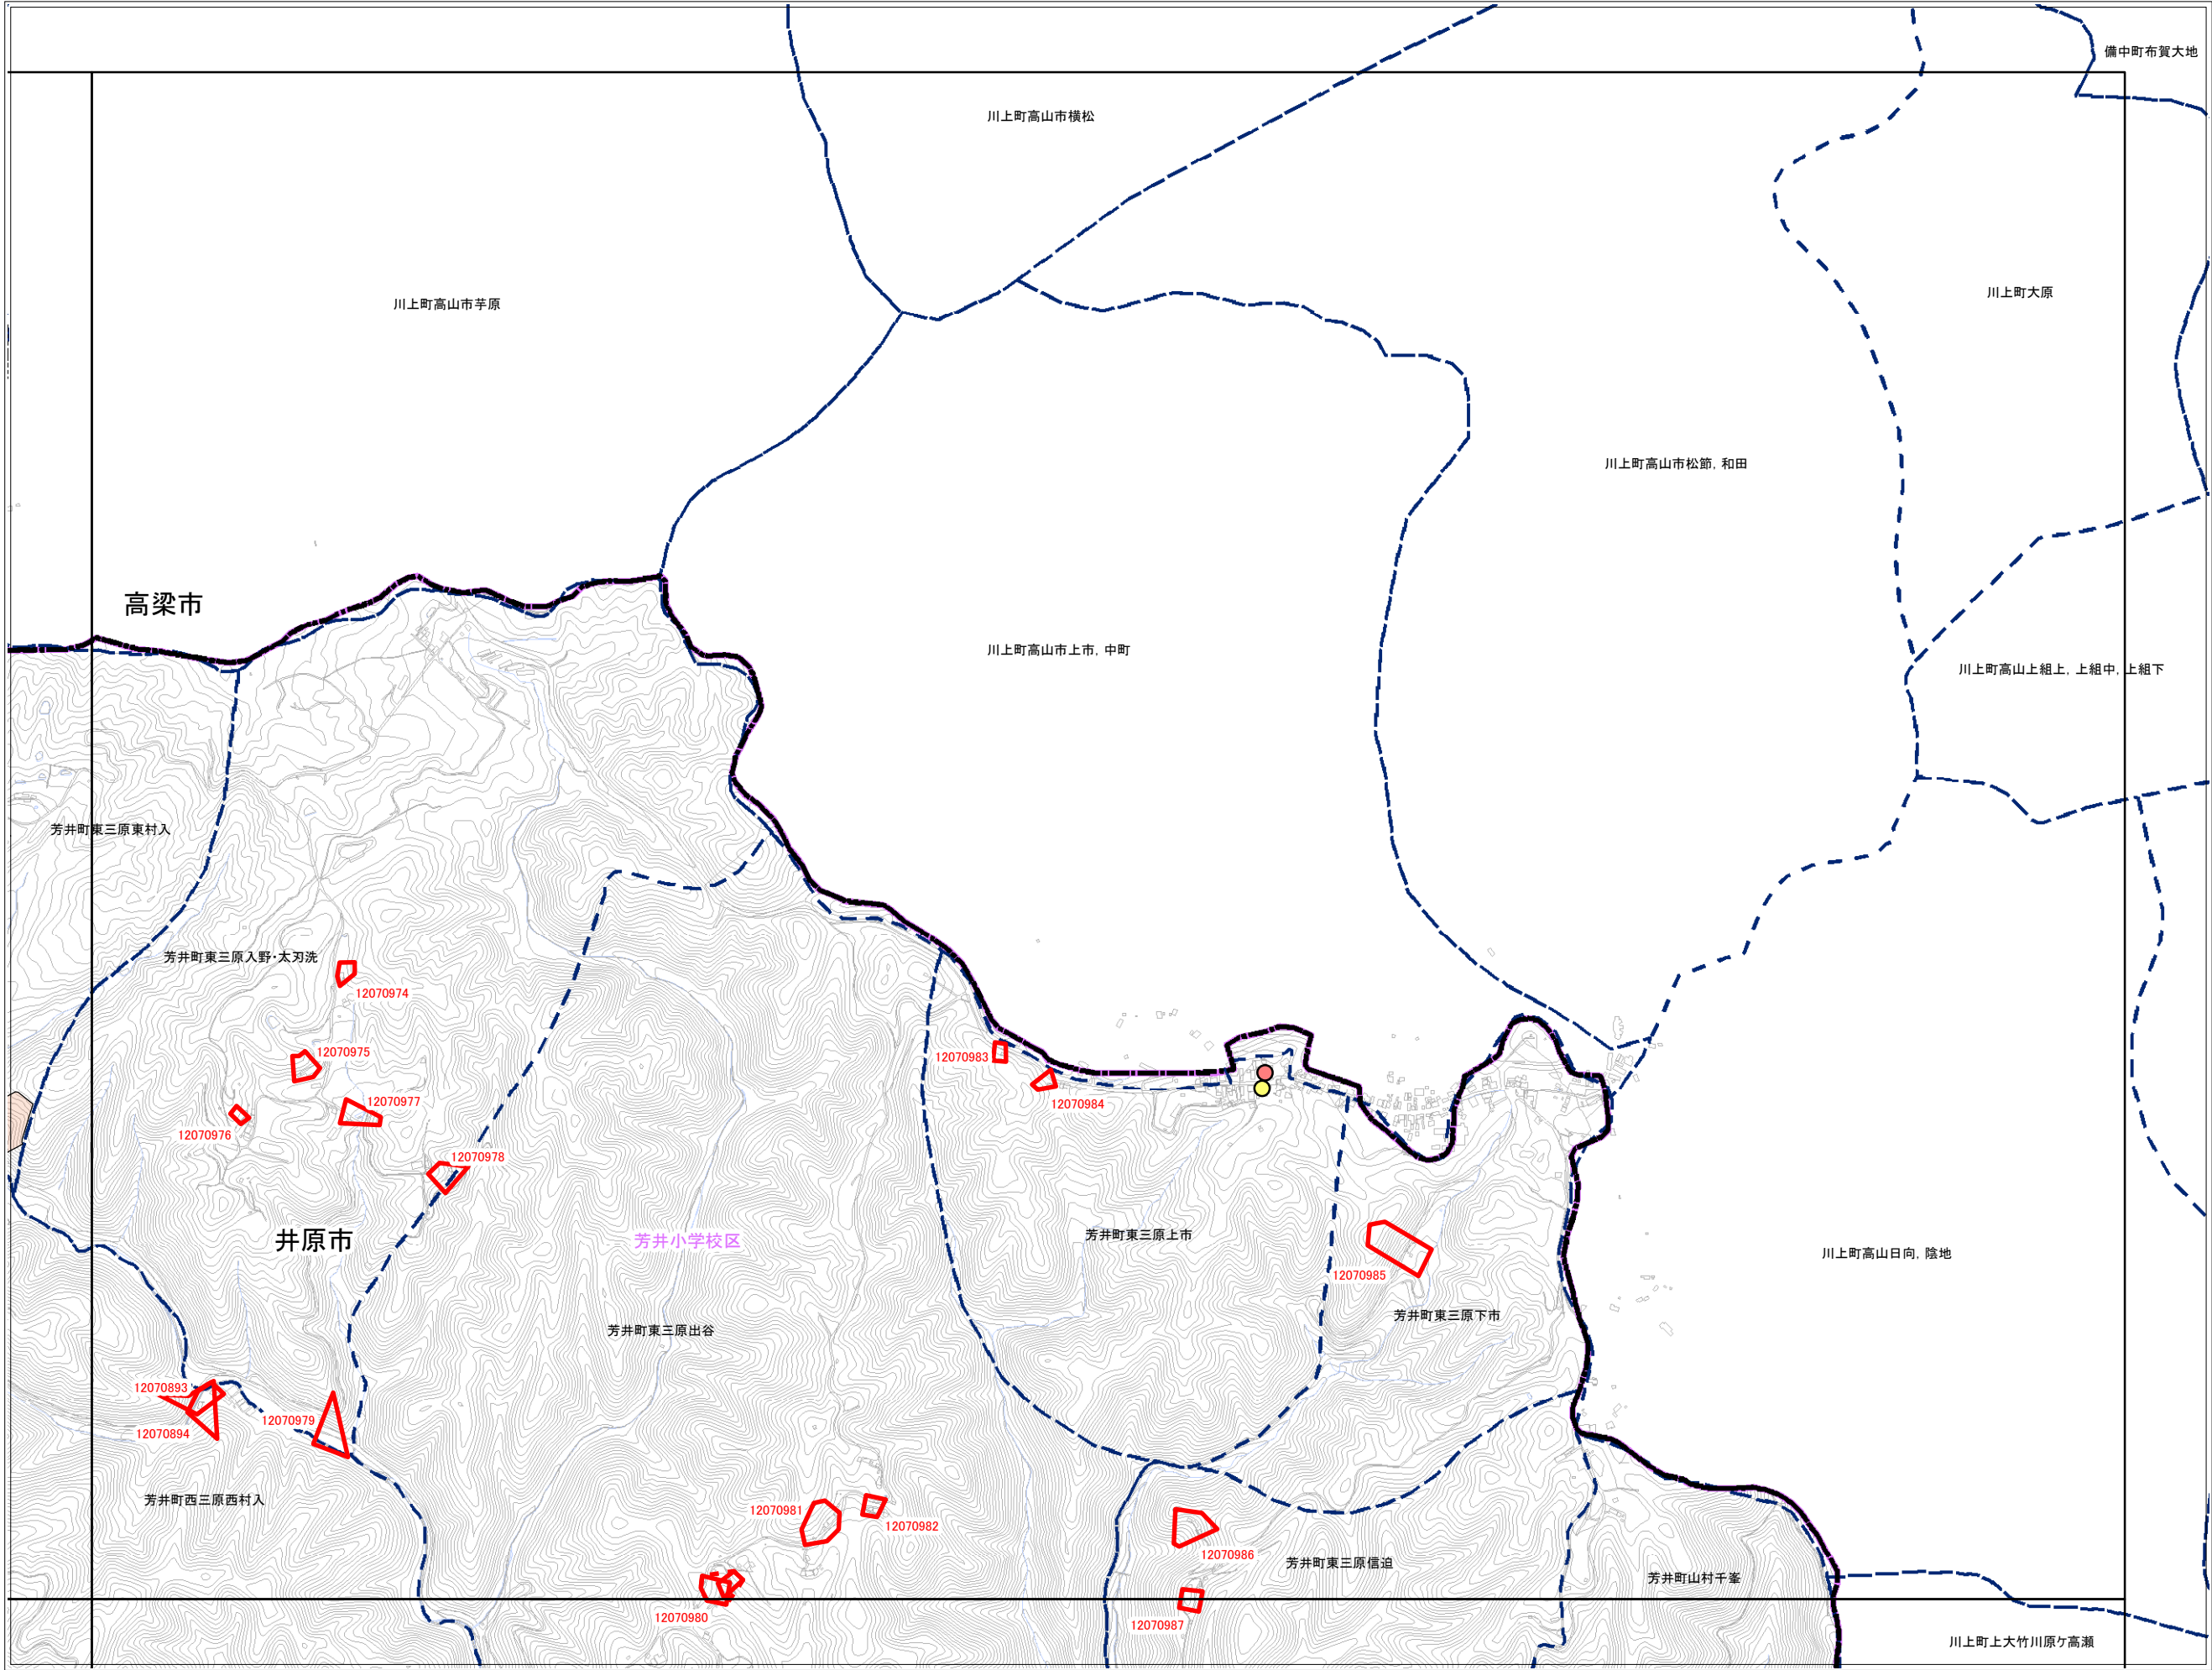 備中町布賀大地
川上町高山市横松
川上町大原
川上町高山市芋原
川上町高山市松節, 和田
高梁市
川上町高山市上市, 中町
川上町高山上組上, 上組中, 上組下
芳井町東三原東村入
芳井町東三原入野・太刃洗
12070974
12070975
12070983
12070977
12070984
12070976
12070978
芳井町東三原上市
井原市
芳井小学校区
川上町高山日向, 陰地
12070985
芳井町東三原下市
芳井町東三原出谷
12070893
12070979
12070894
芳井町西三原西村入
12070981
12070982
12070986
芳井町東三原信迫
芳井町山村千峯
12070980
12070987
川上町上大竹川原ケ高瀬